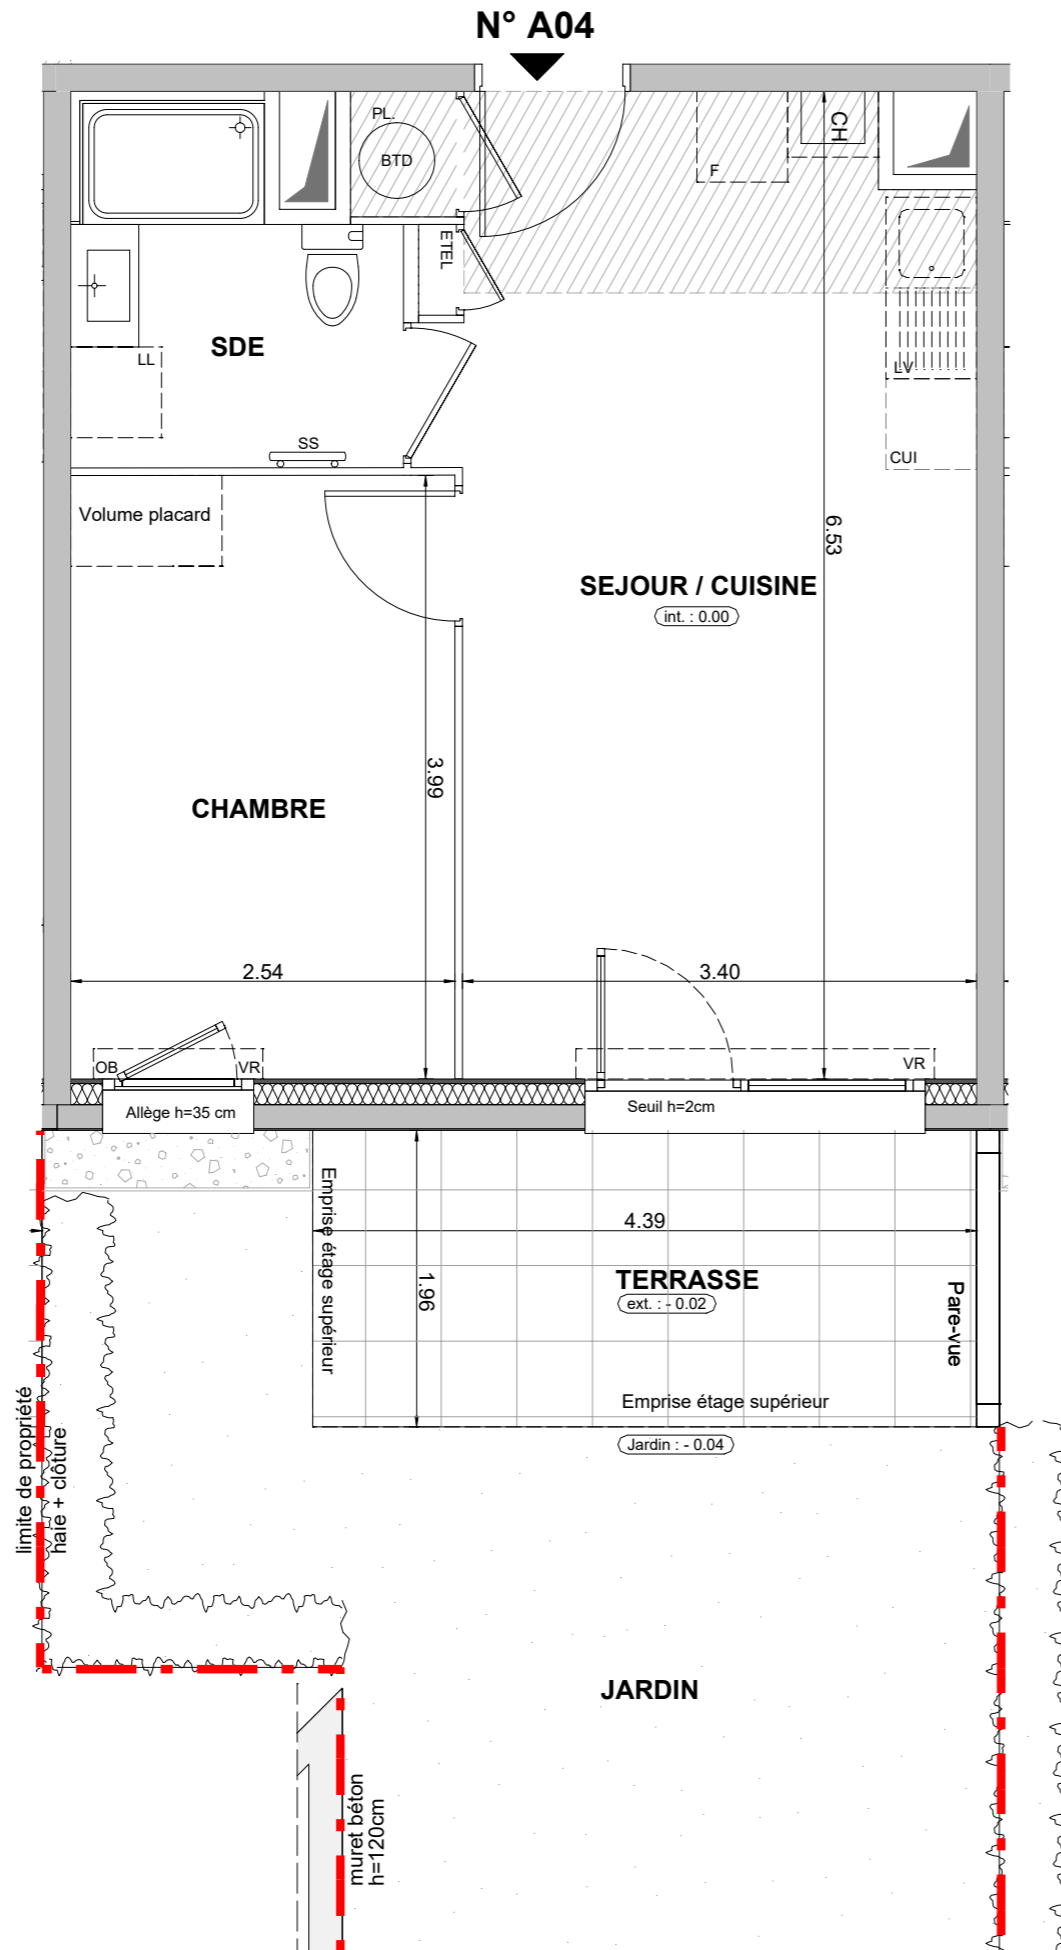 N° A04
PL.
BTD
F
CH
ETEL
SDE
LL
LV
SS
CUI
Volume placard
6.53
SEJOUR / CUISINE
int. : 0.00
3.99
CHAMBRE
2.54
3.40
OB
VR
VR
Allège h=35 cm
Seuil h=2cm
Emprise étage supérieur
4.39
1.96
TERRASSE
ext. : - 0.02
Pare-vue
Emprise étage supérieur
Jardin : - 0.04
limite de propriété
haie + clôture
JARDIN
muret béton
h=120cm